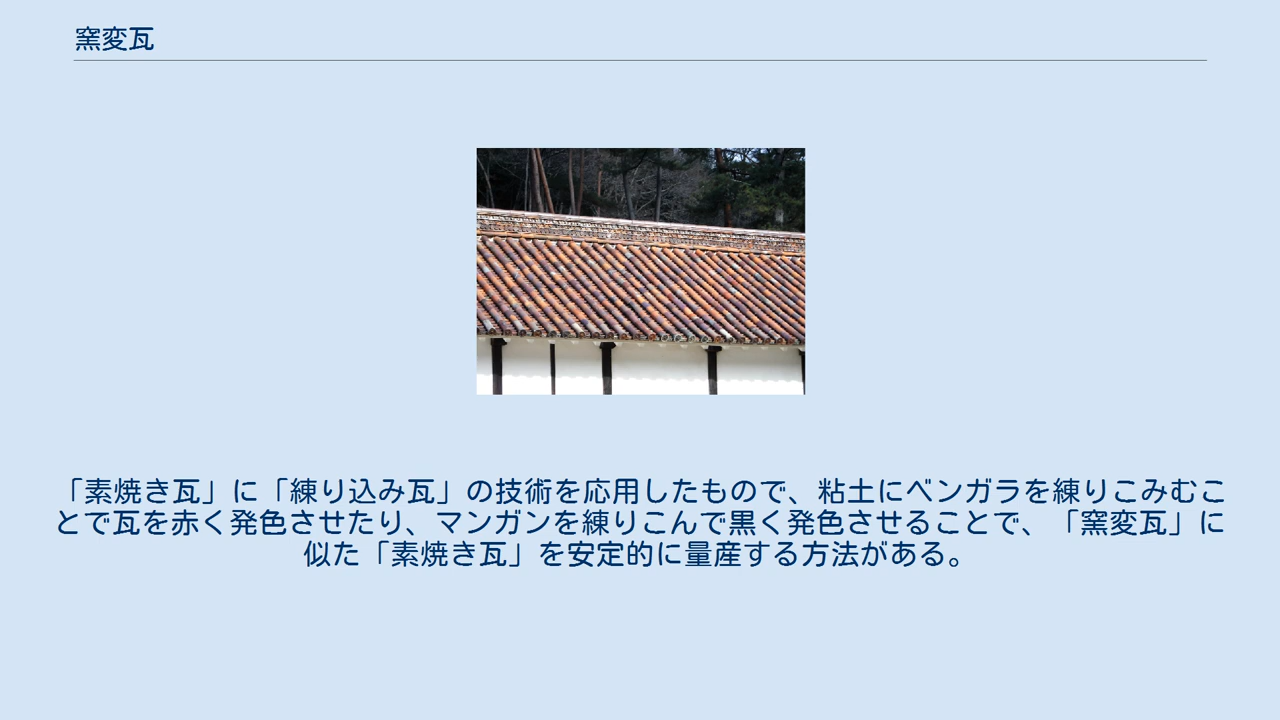 窯変瓦
「素焼き瓦」に「練り込み瓦」の技術を応用したもので、粘土にベンガラを練りこみむこ
とで瓦を赤く発色させたり、マンガンを練りこんで黒く発色させることで、「窯変瓦」に
似た「素焼き瓦」を安定的に量産する方法がある。